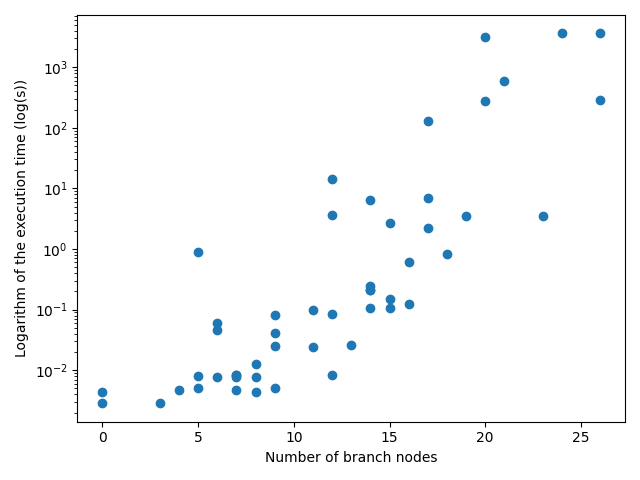 Logarithm of the execution time (log(s))
10³
10²
10¹
10⁰
10⁻¹
10⁻²
0 5 10 15 20 25
Number of branch nodes